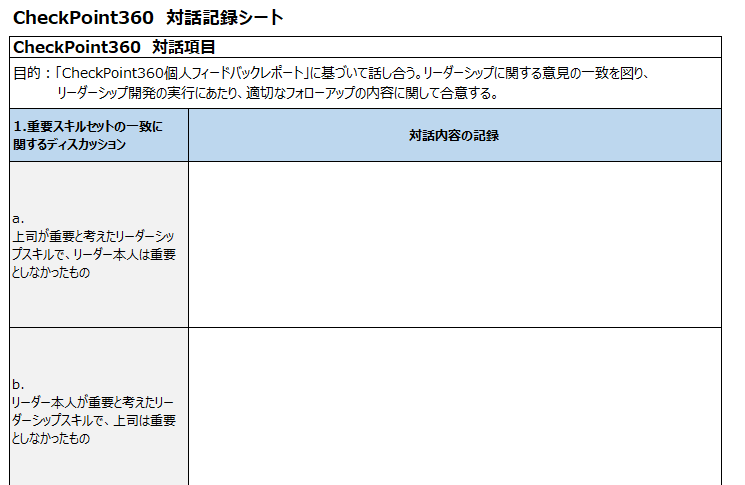 CheckPoint360 対話記録シート
CheckPoint360 対話項目
目的：「CheckPoint360個人フィードバックレポート」に基づいて話し合う。リーダーシップに関する意見の一致を図り、
リーダーシップ開発の実行にあたり、適切なフォローアップの内容に関して合意する。
1.重要スキルセットの一致に
関するディスカッション
対話内容の記録
a.
上司が重要と考えたリーダーシッ
プスキルで、リーダー本人は重要
としなかったもの
b.
リーダー本人が重要と考えたリー
ダーシップスキルで、上司は重要
としなかったもの